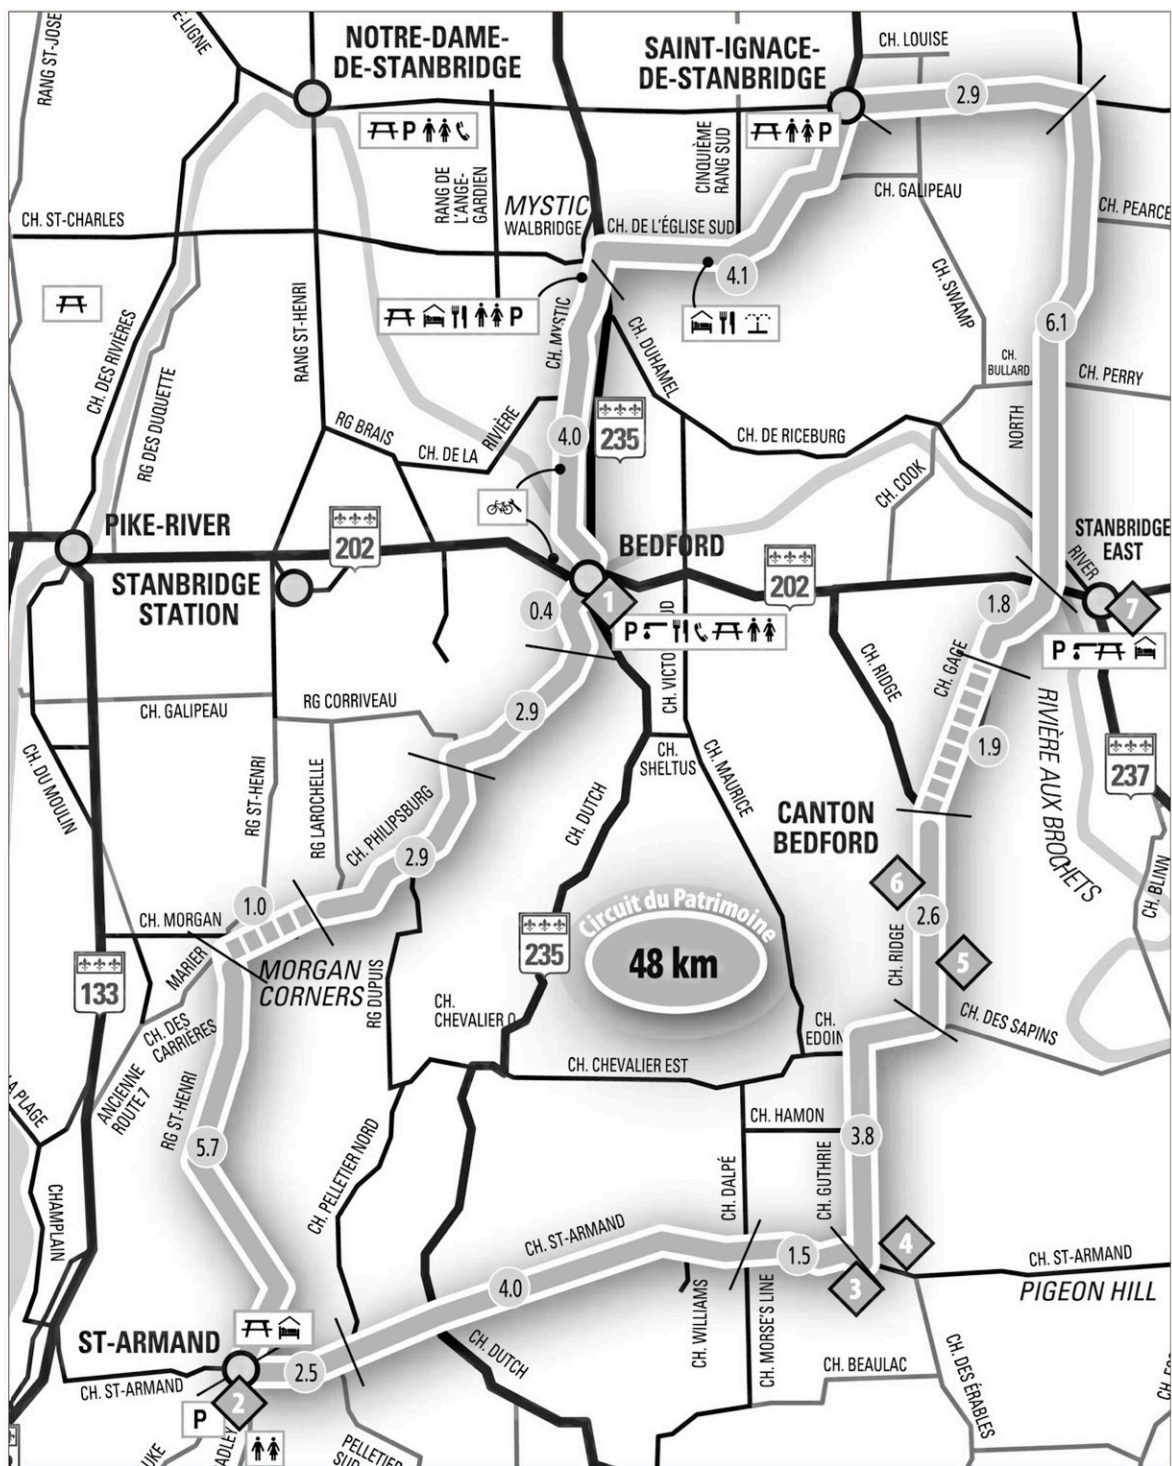 RANG ST-JOSE
E-LIGNE
NOTRE-DAME-
DE-STANBRIDGE
SAINT-IGNACE-
DE-STANBRIDGE
CH. LOUISE
2.9
P
P
RANG DE
L'ANGE-
GARDIEN
CINQUIÈME
RANG SUD
CH. GALIPEAU
CH. PEARCE
CH. ST-CHARLES
MYSTIC
WALBRIDGE
CH. DE L'ÉGLISE SUD
4.1
CH. SWAMP
P
CH. DES RIVIÈRES
RG DES DUQUETTE
RANG ST-HENRI
CH. MYSTIC
CH. DUHAMEL
6.1
CH.
BULLARD
CH. PERRY
NORTH
RG BRAIS
CH. DE LA
RIVIÈRE
4.0
235
CH. DE RICEBURG
CH. COOK
PIKE-RIVER
202
STANBRIDGE
STATION
BEDFORD
202
STANBRIDGE
EAST
RIVER
0.4
1
P
7
P
1.8
CH. GAGE
CH. RIDGE
CH. VICTO
UD
CH. GALIPEAU
RG CORRIVEAU
2.9
CH.
SHELTUS
CH. MAURICE
1.9
RIVIÈRE AUX BROCHETS
237
CH. DU MOULIN
RG ST-HENRI
RG LAROCHELLE
CH. PHILIPSBURG
2.9
CH. DUTCH
CANTON
BEDFORD
6
2.6
CH. BLINN
1.0
CH. MORGAN
Circuit du Patrimoine
48 km
235
CH. RIDGE
5
MARIER
MORGAN
CORNERS
133
RG DUPUIS
CH.
CHEVALIER O
CH. DES
CARRIÈRES
CH.
EDOIN
CH. DES SAPINS
CH. CHEVALIER EST
ANCIENNE
ROUTE 7
LA PLAGE
RG ST-HENRI
5.7
CH. PELLETIER NORD
CH. HAMON
3.8
CH. DALPÉ
CH. GUTHRIE
CHAMPLAIN
CH. ST-ARMAND
1.5
4
3
CH. ST-ARMAND
PIGEON HILL
4.0
CH. WILLIAMS
CH. MORSE'S LINE
ST-ARMAND
2.5
CH. DUTCH
CH. BEAULAC
CH. DES ÉRABLES
CH. ST-ARMAND
2
P
UKE
ADLEY
PELLETIER
SUD